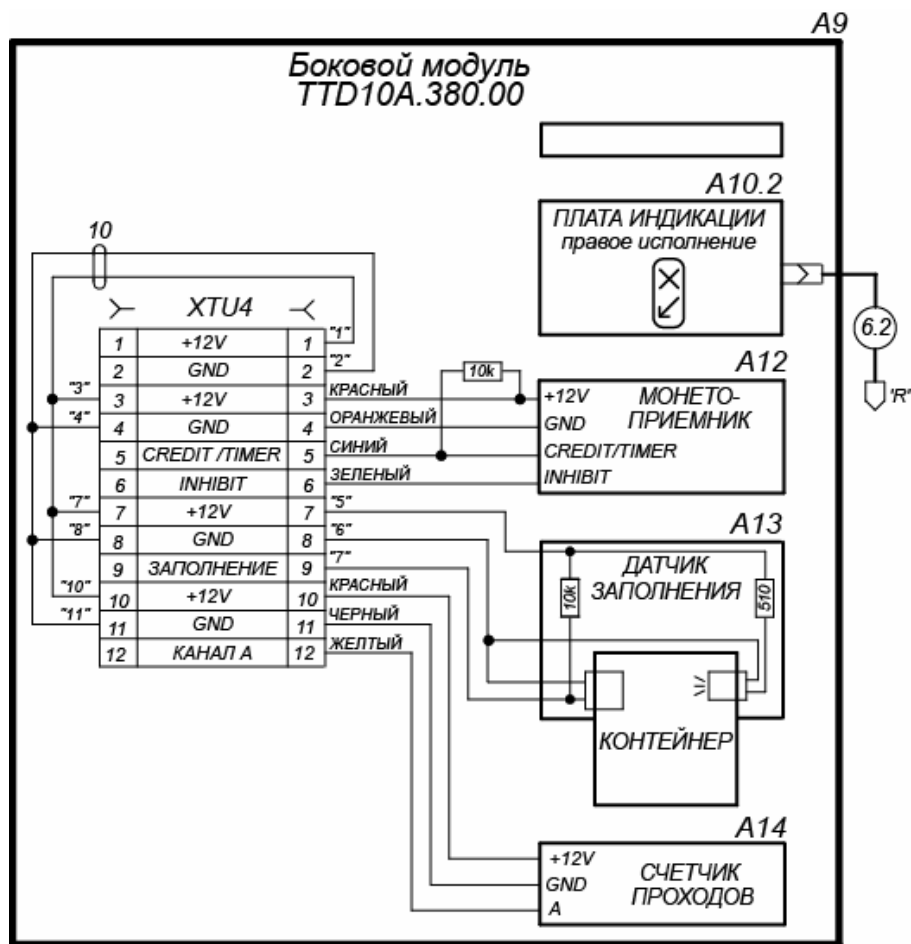 A9
Боковой модуль
TTD10A.380.00
A10.2
ПЛАТА ИНДИКАЦИИ
правое исполнение
6.2
'R'
10
XTU4
1 +12V 1 "1"
2 GND 2 "2"
"3" 3 +12V 3 КРАСНЫЙ
"4" 4 GND 4 ОРАНЖЕВЫЙ
5 CREDIT /TIMER 5 СИНИЙ
6 INHIBIT 6 ЗЕЛЕНЫЙ
"7" 7 +12V 7 "5"
"8" 8 GND 8 "6"
9 ЗАПОЛНЕНИЕ 9 "7"
"10" 10 +12V 10 КРАСНЫЙ
"11" 11 GND 11 ЧЕРНЫЙ
12 КАНАЛ А 12 ЖЕЛТЫЙ
10k
A12
+12V
GND
CREDIT/TIMER
INHIBIT
МОНЕТО-
ПРИЕМНИК
A13
ДАТЧИК
ЗАПОЛНЕНИЯ
10k
510
КОНТЕЙНЕР
A14
+12V
GND
A
СЧЕТЧИК
ПРОХОДОВ